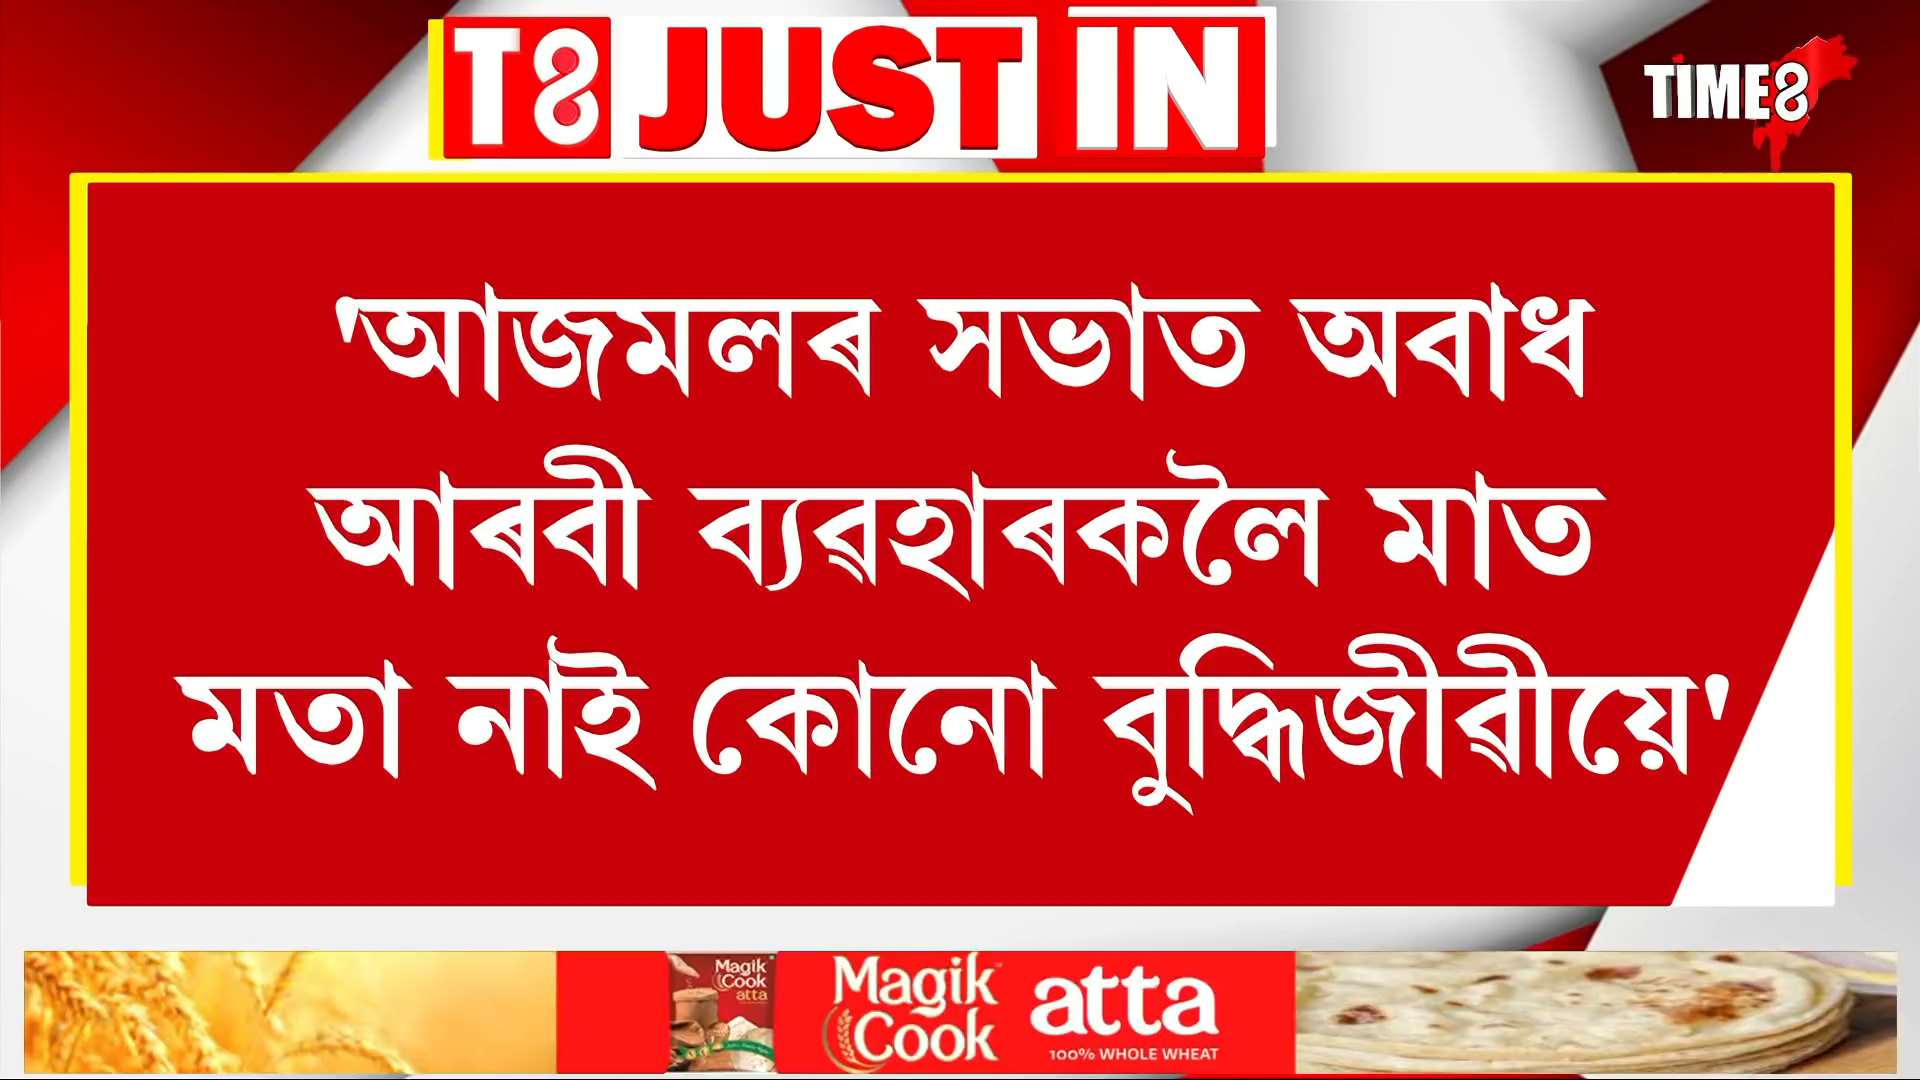 T8 JUST IN
TIME8
'আজমলৰ সভাত অবাধ
আৰবী ব্যৱহাৰকলৈ মাত
মতা নাই কোনো বুদ্ধিজীৱীয়ে'
Magik Cook atta
Magik Cook atta
100% WHOLE WHEAT